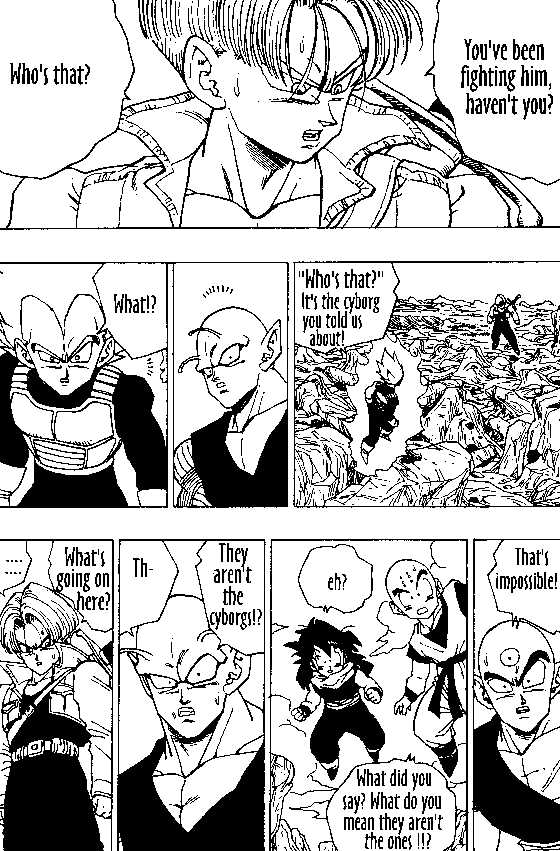 You've been
fighting him,
haven't you?
Who's that?
"Who's that?"
It's the cyborg
you told us
about!
What!?
That's
impossible!
eh?
What did you
say? What do you
mean they aren't
the ones !!?
They
aren't
the
cyborgs!?
Th-
What's
going on
here?
....
....